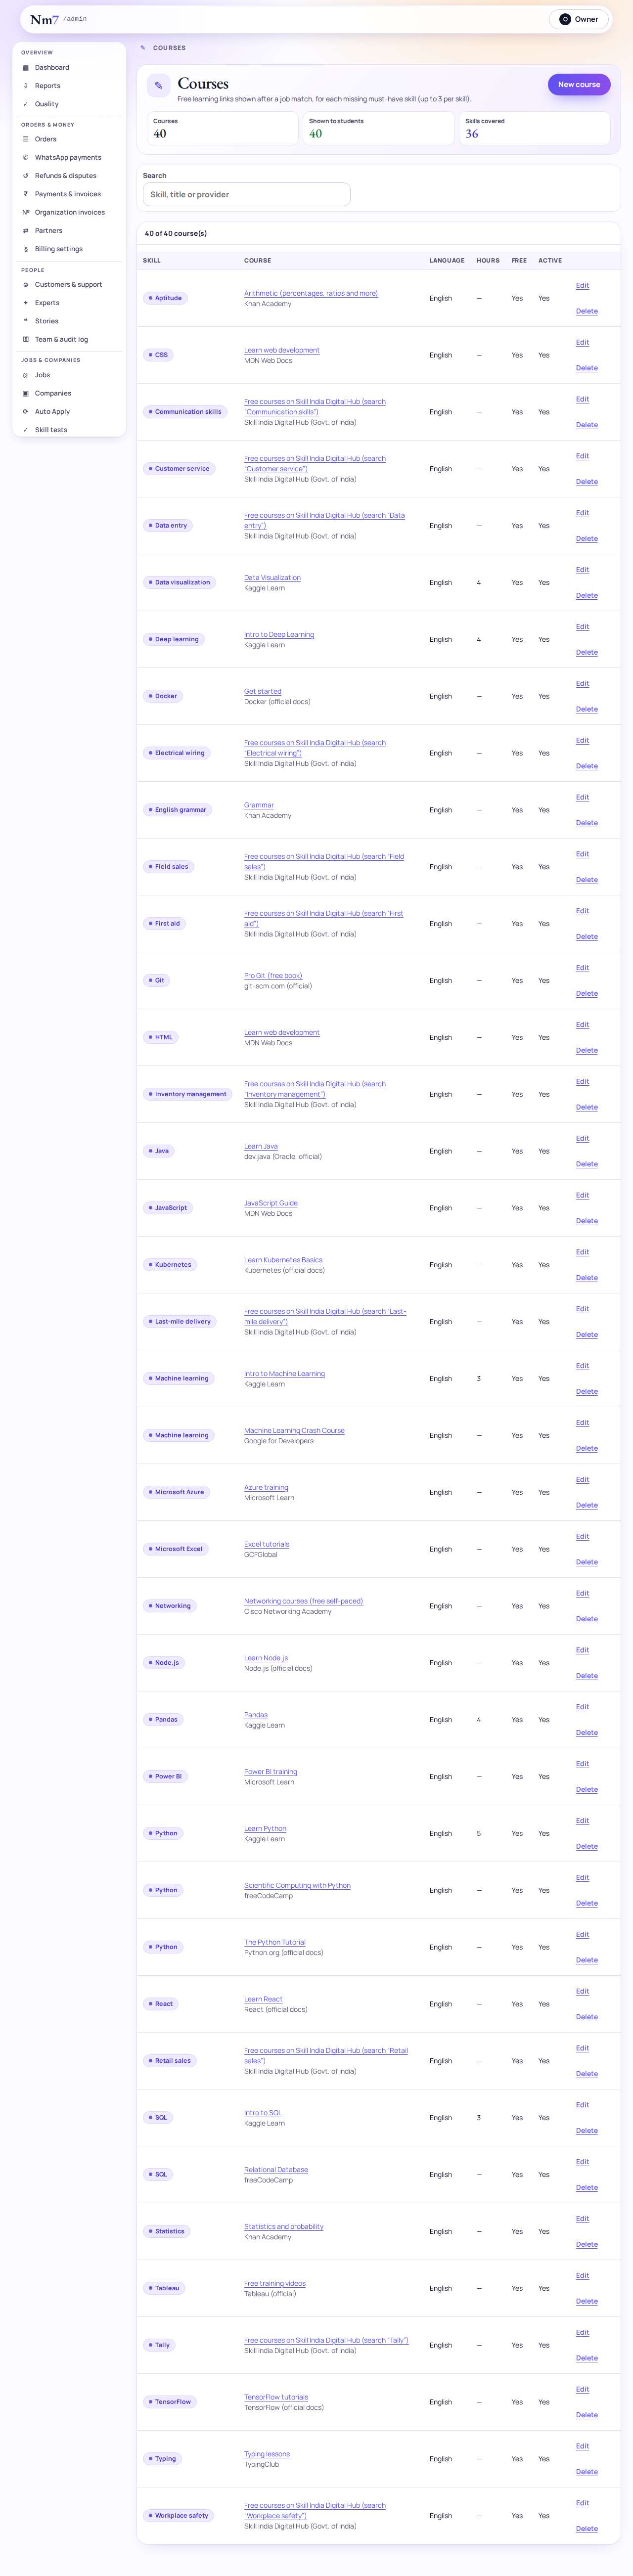 Nm7 /admin
O Owner
OVERVIEW
Dashboard
Reports
Quality
ORDERS & MONEY
Orders
WhatsApp payments
Refunds & disputes
₹ Payments & invoices
Nº Organization invoices
Partners
§ Billing settings
PEOPLE
Customers & support
Experts
Stories
Team & audit log
JOBS & COMPANIES
Jobs
Companies
Auto Apply
Skill tests
COURSES
Courses
Free learning links shown after a job match, for each missing must-have skill (up to 3 per skill).
New course
Courses
40
Shown to students
40
Skills covered
36
Search
Skill, title or provider
40 of 40 course(s)
SKILL COURSE LANGUAGE HOURS FREE ACTIVE
Aptitude Arithmetic (percentages, ratios and more) English — Yes Yes Edit
Khan Academy Delete
CSS Learn web development English — Yes Yes Edit
MDN Web Docs Delete
Communication skills Free courses on Skill India Digital Hub (search English — Yes Yes Edit
"Communication skills")
Skill India Digital Hub (Govt. of India) Delete
Customer service Free courses on Skill India Digital Hub (search English — Yes Yes Edit
"Customer service")
Skill India Digital Hub (Govt. of India) Delete
Data entry Free courses on Skill India Digital Hub (search "Data English — Yes Yes Edit
entry")
Skill India Digital Hub (Govt. of India) Delete
Data visualization Data Visualization English 4 Yes Yes Edit
Kaggle Learn Delete
Deep learning Intro to Deep Learning English 4 Yes Yes Edit
Kaggle Learn Delete
Docker Get started English — Yes Yes Edit
Docker (official docs) Delete
Electrical wiring Free courses on Skill India Digital Hub (search English — Yes Yes Edit
"Electrical wiring")
Skill India Digital Hub (Govt. of India) Delete
English grammar Grammar English — Yes Yes Edit
Khan Academy Delete
Field sales Free courses on Skill India Digital Hub (search "Field English — Yes Yes Edit
sales")
Skill India Digital Hub (Govt. of India) Delete
First aid Free courses on Skill India Digital Hub (search "First English — Yes Yes Edit
aid")
Skill India Digital Hub (Govt. of India) Delete
Git Pro Git (free book) English — Yes Yes Edit
git-scm.com (official) Delete
HTML Learn web development English — Yes Yes Edit
MDN Web Docs Delete
Inventory management Free courses on Skill India Digital Hub (search English — Yes Yes Edit
"Inventory management")
Skill India Digital Hub (Govt. of India) Delete
Java Learn Java English — Yes Yes Edit
dev.java (Oracle, official) Delete
JavaScript JavaScript Guide English — Yes Yes Edit
MDN Web Docs Delete
Kubernetes Learn Kubernetes Basics English — Yes Yes Edit
Kubernetes (official docs) Delete
Last-mile delivery Free courses on Skill India Digital Hub (search "Last- English — Yes Yes Edit
mile delivery")
Skill India Digital Hub (Govt. of India) Delete
Machine learning Intro to Machine Learning English 3 Yes Yes Edit
Kaggle Learn Delete
Machine learning Machine Learning Crash Course English — Yes Yes Edit
Google for Developers Delete
Microsoft Azure Azure training English — Yes Yes Edit
Microsoft Learn Delete
Microsoft Excel Excel tutorials English — Yes Yes Edit
GCFGlobal Delete
Networking Networking courses (free self-paced) English — Yes Yes Edit
Cisco Networking Academy Delete
Node.js Learn Node.js English — Yes Yes Edit
Node.js (official docs) Delete
Pandas Pandas English 4 Yes Yes Edit
Kaggle Learn Delete
Power BI Power BI training English — Yes Yes Edit
Microsoft Learn Delete
Python Learn Python English 5 Yes Yes Edit
Kaggle Learn Delete
Python Scientific Computing with Python English — Yes Yes Edit
freeCodeCamp Delete
Python The Python Tutorial English — Yes Yes Edit
Python.org (official docs) Delete
React Learn React English — Yes Yes Edit
React (official docs) Delete
Retail sales Free courses on Skill India Digital Hub (search "Retail English — Yes Yes Edit
sales")
Skill India Digital Hub (Govt. of India) Delete
SQL Intro to SQL English 3 Yes Yes Edit
Kaggle Learn Delete
SQL Relational Database English — Yes Yes Edit
freeCodeCamp Delete
Statistics Statistics and probability English — Yes Yes Edit
Khan Academy Delete
Tableau Free training videos English — Yes Yes Edit
Tableau (official) Delete
Tally Free courses on Skill India Digital Hub (search "Tally") English — Yes Yes Edit
Skill India Digital Hub (Govt. of India) Delete
TensorFlow TensorFlow tutorials English — Yes Yes Edit
TensorFlow (official docs) Delete
Typing Typing lessons English — Yes Yes Edit
TypingClub Delete
Workplace safety Free courses on Skill India Digital Hub (search English — Yes Yes Edit
"Workplace safety")
Skill India Digital Hub (Govt. of India) Delete